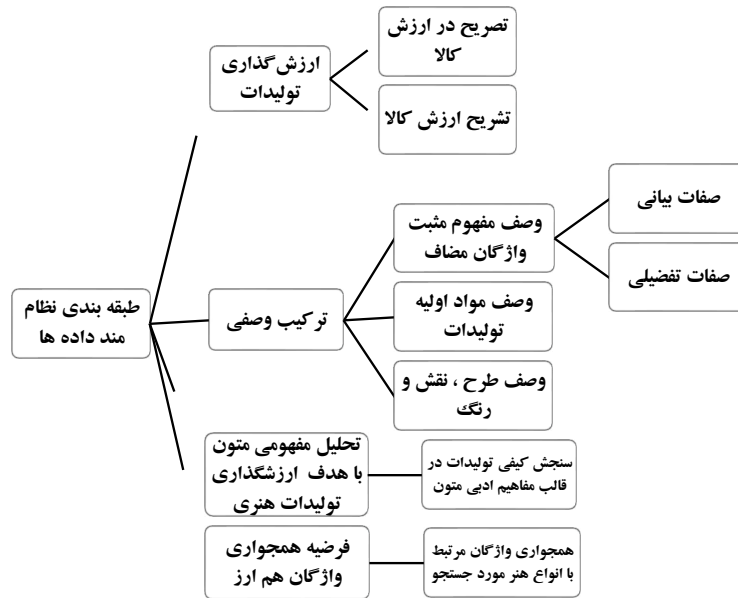 طبقه بندی نظام
مند داده ها
ارزش‌گذاری
تولیدات
تصریح در ارزش
کالا
تشریح ارزش کالا
ترکیب وصفی
وصف مفهوم مثبت
واژگان مضاف
صفات بیانی
صفات تفضیلی
وصف مواد اولیه
تولیدات
وصف طرح ، نقش و
رنگ
تحلیل مفهومی متون
با هدف ارزشگذاری
تولیدات هنری
سنجش کیفی تولیدات در
قالب مفاهیم ادبی متون
فرضیه همجواری
واژگان هم ارز
همجواری واژگان مرتبط
با انواع هنر مورد جستجو